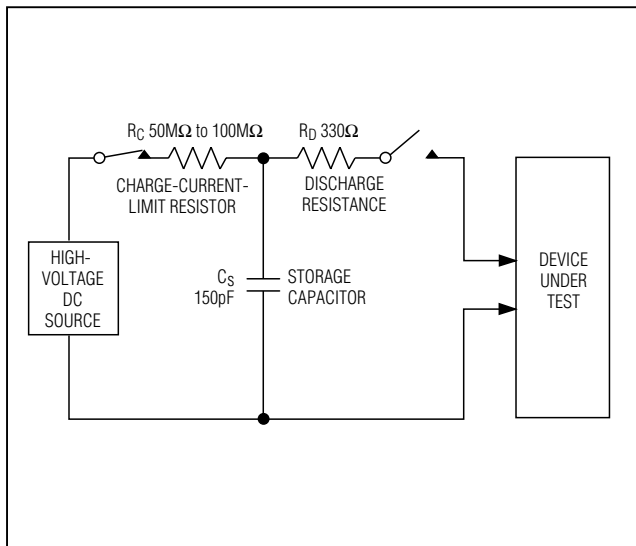 R_C 50MΩ to 100MΩ
CHARGE-CURRENT-
LIMIT RESISTOR
R_D 330Ω
DISCHARGE
RESISTANCE
HIGH-
VOLTAGE
DC
SOURCE
C_S
150pF
STORAGE
CAPACITOR
DEVICE
UNDER
TEST